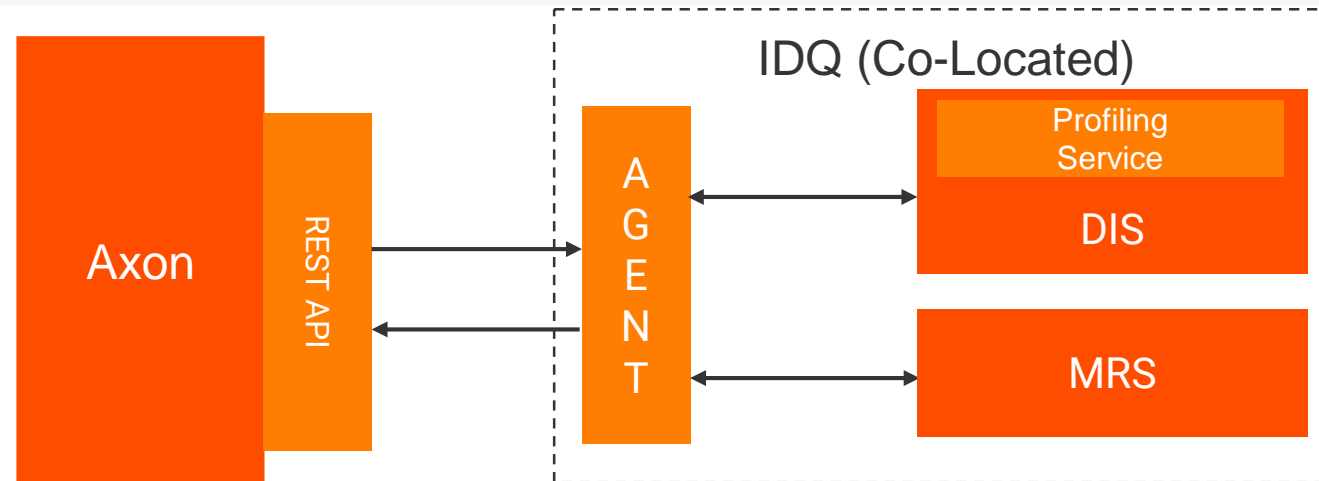 IDQ (Co-Located)
Axon
REST API
A
G
E
N
T
Profiling
Service
DIS
MRS